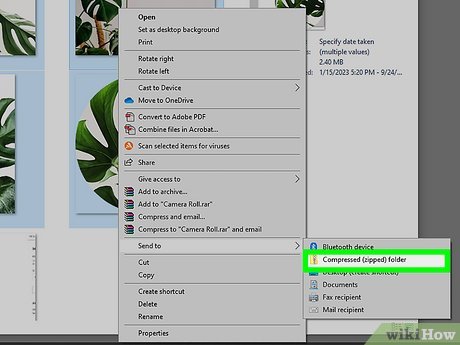 Open
Set as desktop background
Print
Rotate right
Rotate left
Cast to Device
Move to OneDrive
Convert to Adobe PDF
Combine files in Acrobat...
Scan selected items for viruses
Share
Give access to
Add to archive...
Add to "Camera Roll.rar"
Compress and email...
Compress to "Camera Roll.rar" and email
Send to
Cut
Copy
Create shortcut
Delete
Rename
Properties
Specify date taken
(multiple values)
2.40 MB
1/15/2023 5:20 PM - 9/24/...
Bluetooth device
Compressed (zipped) folder
Desktop (create shortcut)
Documents
Fax recipient
Mail recipient
wikiHow